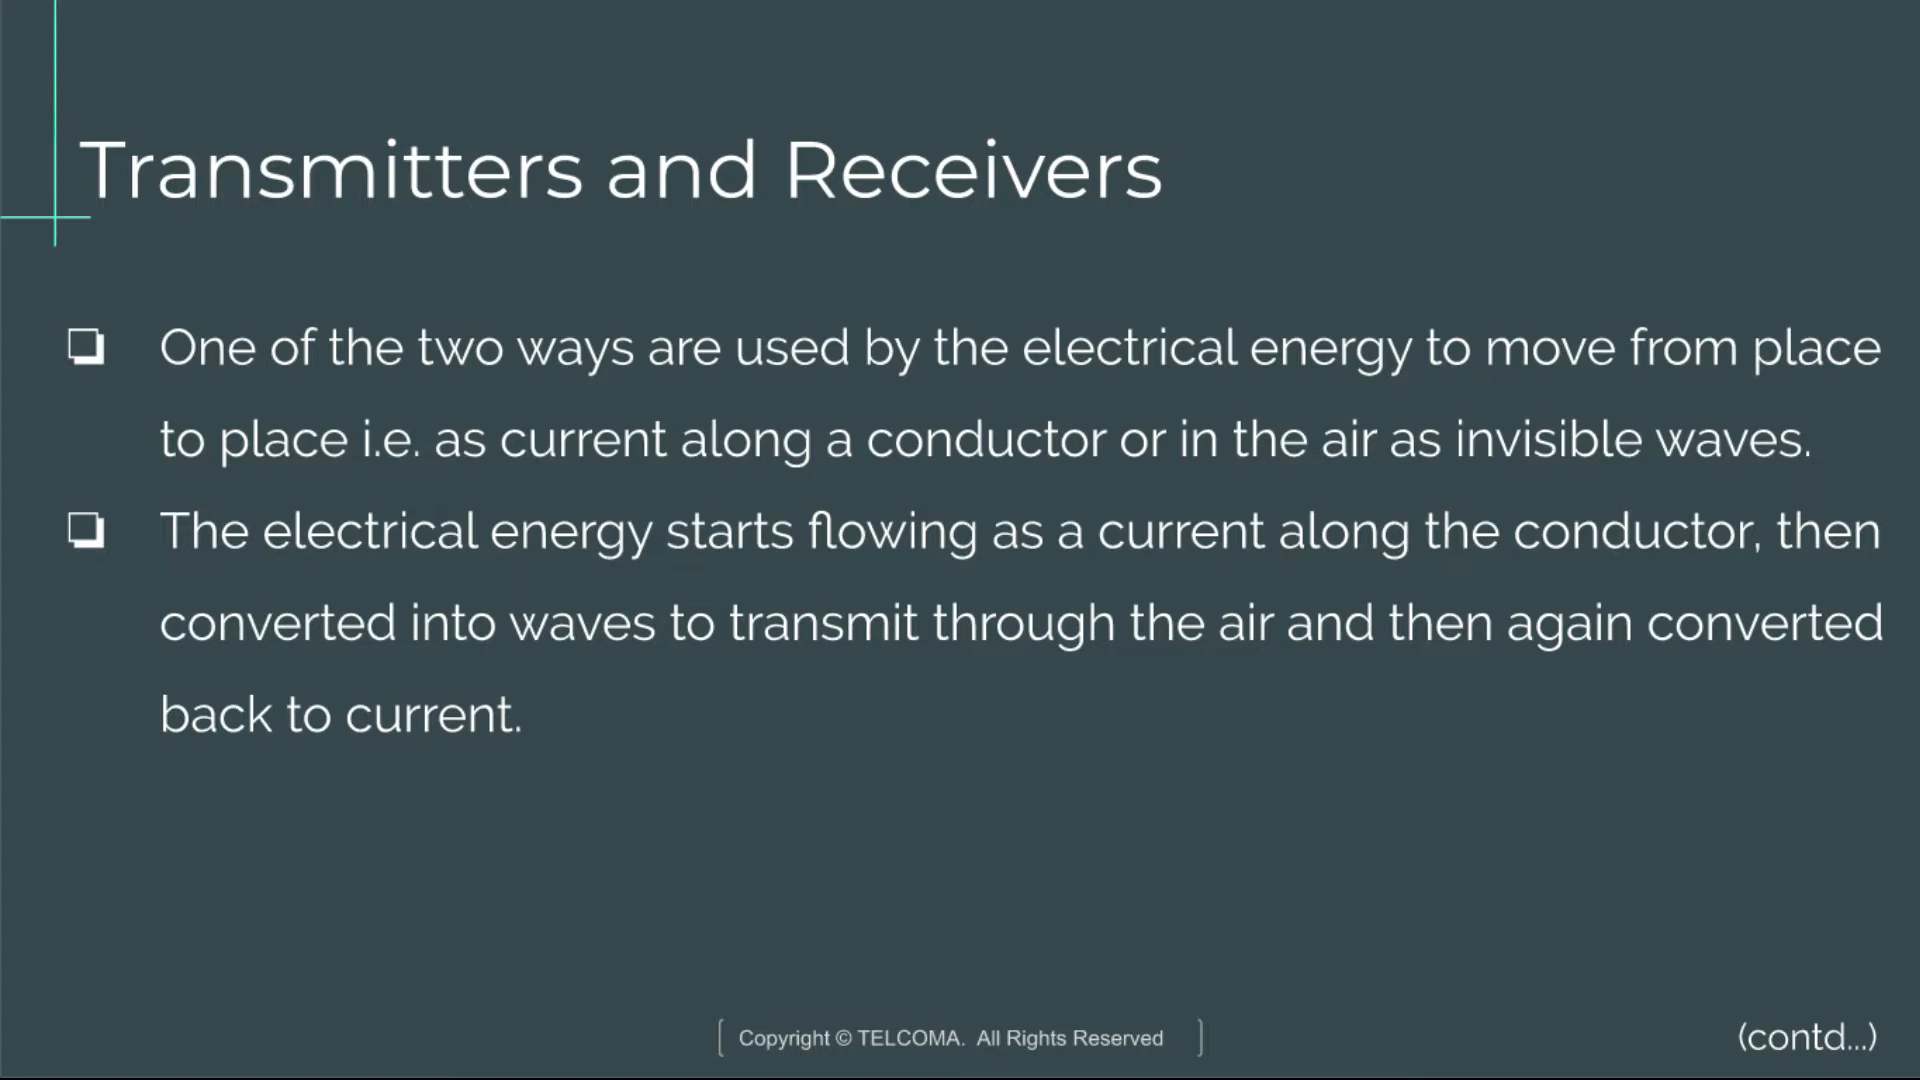 Transmitters and Receivers
❏ One of the two ways are used by the electrical energy to move from place
to place i.e. as current along a conductor or in the air as invisible waves.
❏ The electrical energy starts flowing as a current along the conductor, then
converted into waves to transmit through the air and then again converted
back to current.
Copyright © TELCOMA. All Rights Reserved
(contd...)